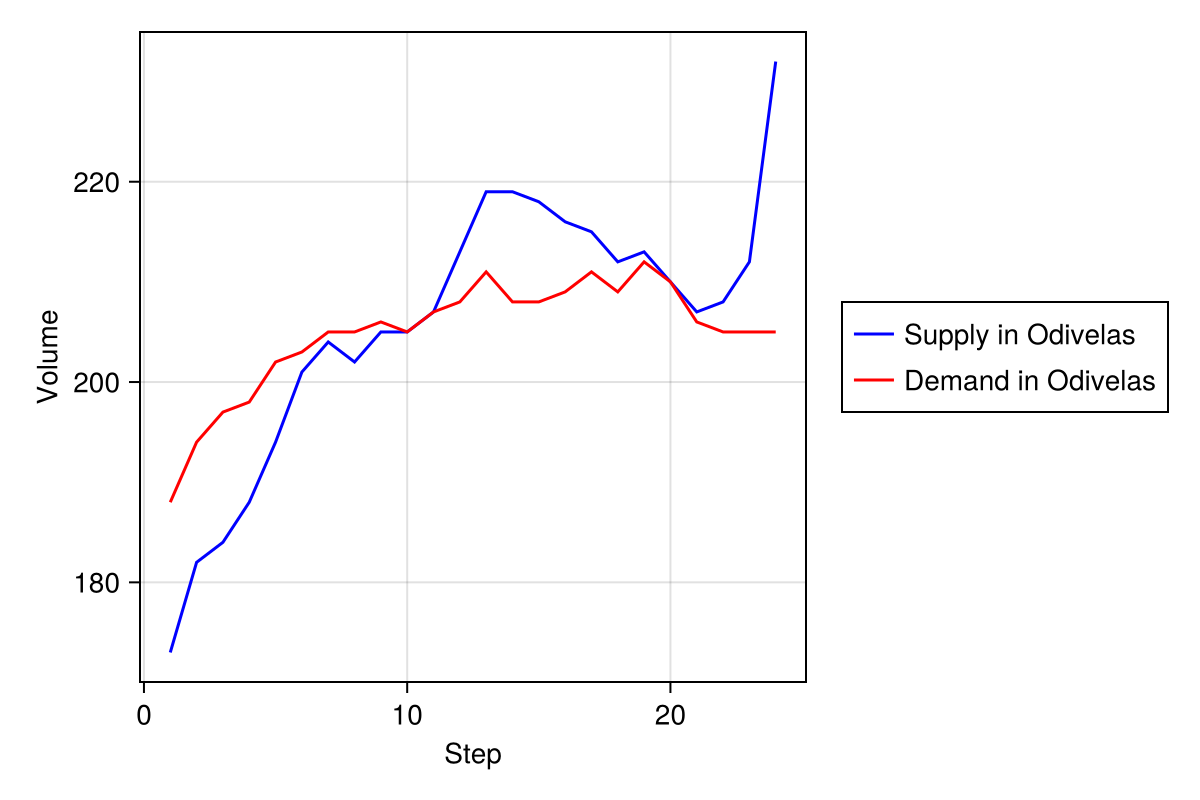 220
200
180
Volume
0 10 20
Step
Supply in Odivelas
Demand in Odivelas